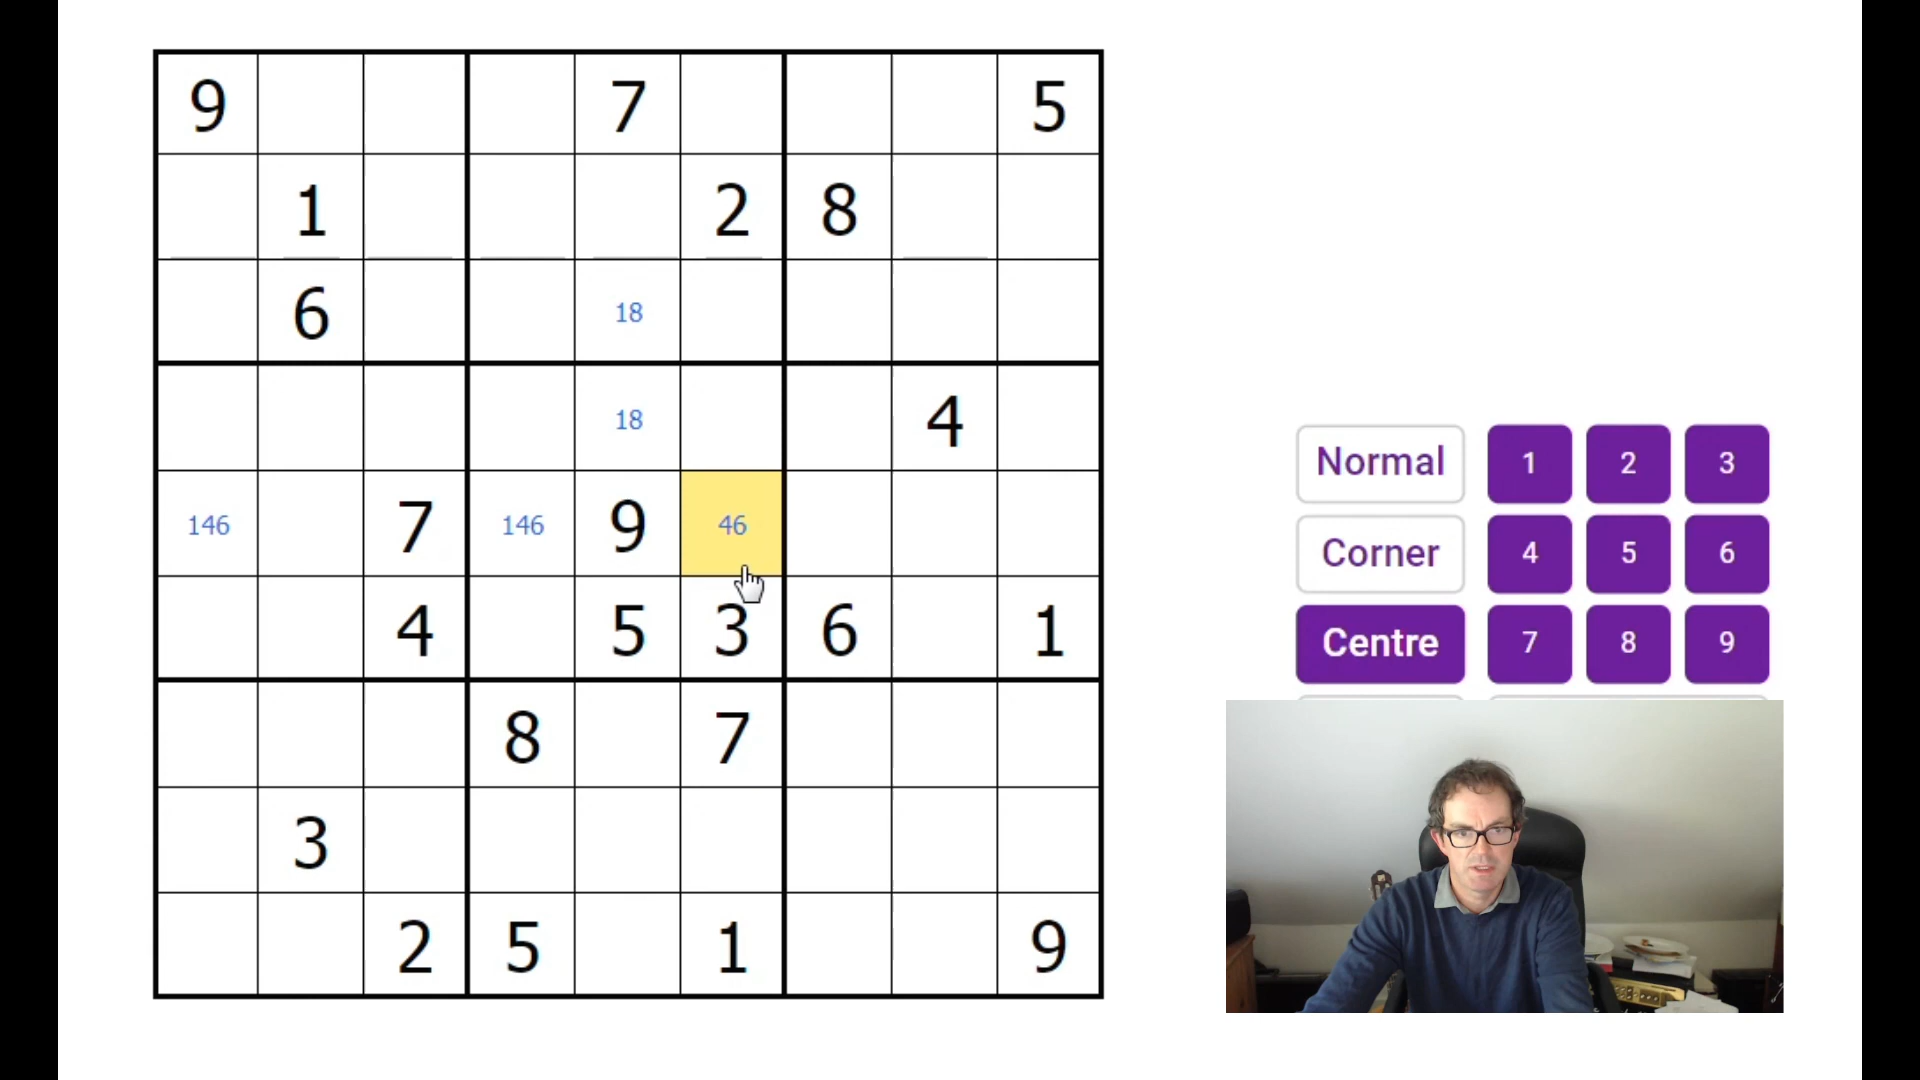 9 7 5
1 2 8
6 18
18 4
146 7 146 9 46
4 5 3 6 1
8 7
3
2 5 1 9
Normal 1 2 3
Corner 4 5 6
Centre 7 8 9